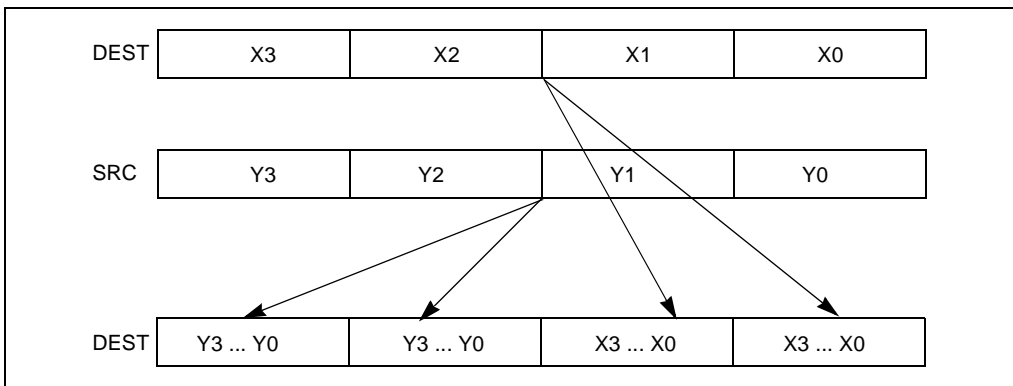 DEST X3 X2 X1 X0
SRC Y3 Y2 Y1 Y0
DEST Y3 ... Y0 Y3 ... Y0 X3 ... X0 X3 ... X0